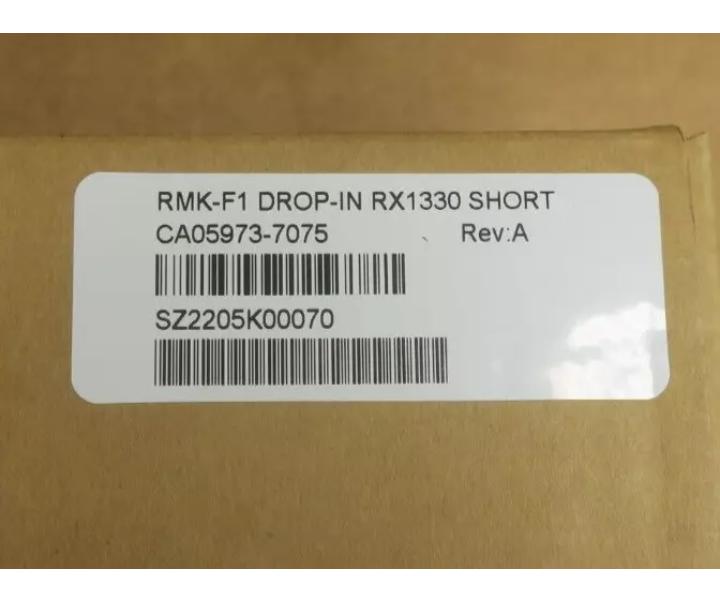 RMK-F1 DROP-IN RX1330 SHORT
CA05973-7075 Rev:A
SZ2205K00070